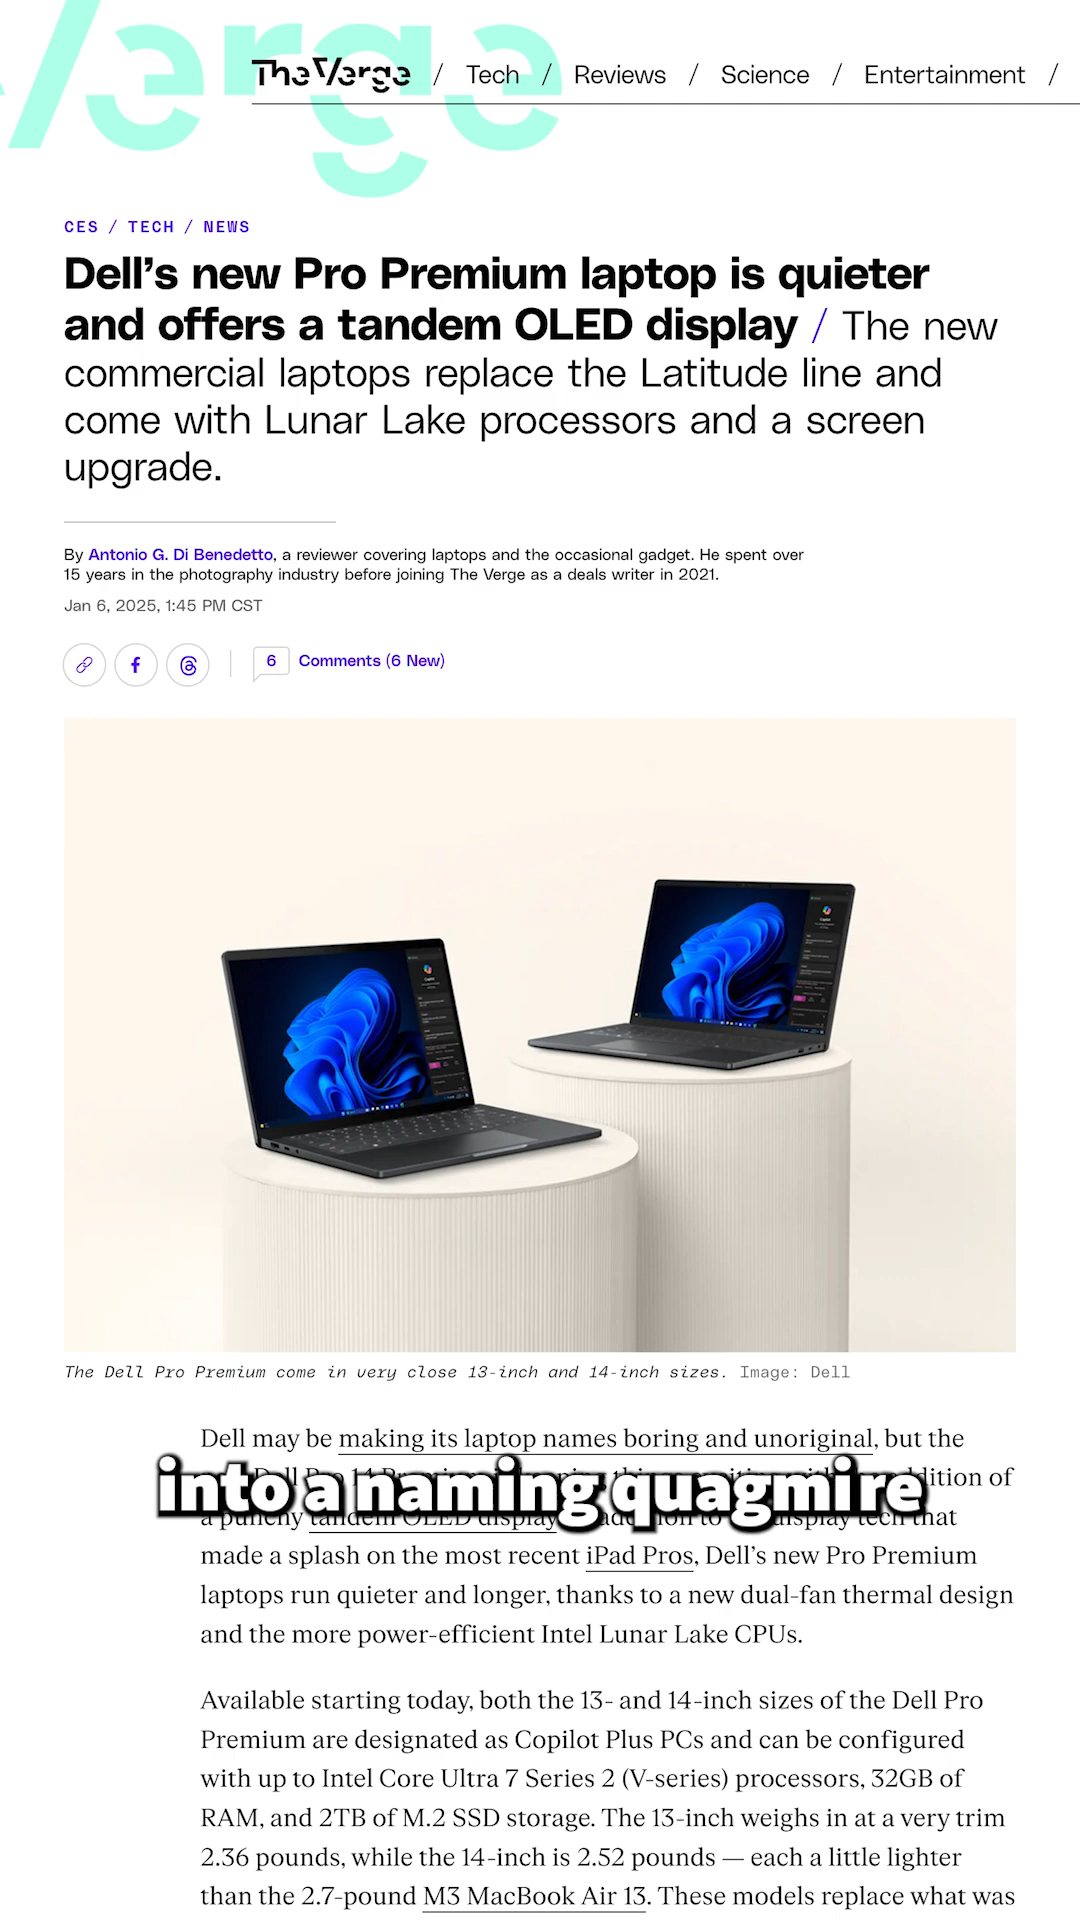 Verge
The Verge / Tech / Reviews / Science / Entertainment /
CES / TECH / NEWS
Dell’s new Pro Premium laptop is quieter
and offers a tandem OLED display / The new
commercial laptops replace the Latitude line and
come with Lunar Lake processors and a screen
upgrade.
By Antonio G. Di Benedetto, a reviewer covering laptops and the occasional gadget. He spent over
15 years in the photography industry before joining The Verge as a deals writer in 2021.
Jan 6, 2025, 1:45 PM CST
6 Comments (6 New)
The Dell Pro Premium come in very close 13-inch and 14-inch sizes. Image: Dell
Dell may be making its laptop names boring and unoriginal, but the
Dell Pro 14 Premium addition of
into a naming quagmire
a punchy tandem OLED display display tech that
made a splash on the most recent iPad Pros, Dell’s new Pro Premium
laptops run quieter and longer, thanks to a new dual-fan thermal design
and the more power-efficient Intel Lunar Lake CPUs.
Available starting today, both the 13- and 14-inch sizes of the Dell Pro
Premium are designated as Copilot Plus PCs and can be configured
with up to Intel Core Ultra 7 Series 2 (V-series) processors, 32GB of
RAM, and 2TB of M.2 SSD storage. The 13-inch weighs in at a very trim
2.36 pounds, while the 14-inch is 2.52 pounds — each a little lighter
than the 2.7-pound M3 MacBook Air 13. These models replace what was